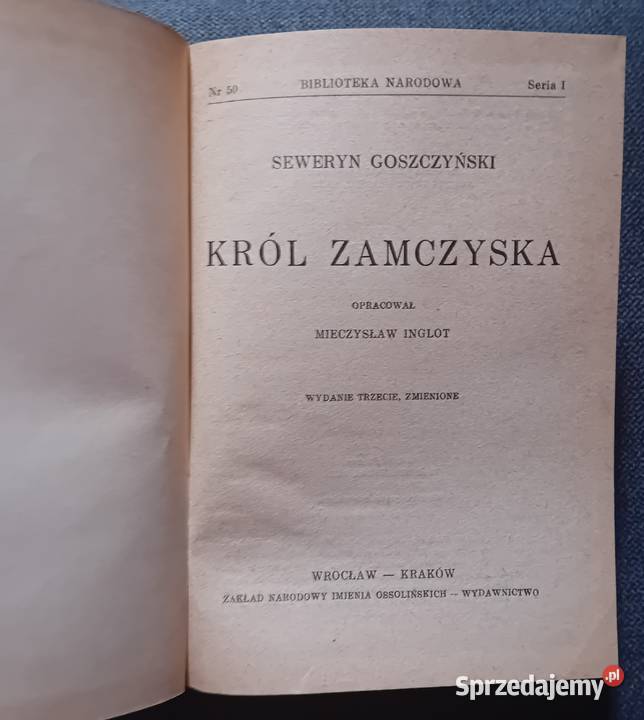 Nr 50 BIBLIOTEKA NARODOWA Seria I
SEWERYN GOSZCZYŃSKI
KRÓL ZAMCZYSKA
OPRACOWAŁ
MIECZYSŁAW INGLOT
WYDANIE TRZECIE, ZMIENIONE
WROCŁAW — KRAKÓW
ZAKŁAD NARODOWY IMIENIA OSSOLIŃSKICH — WYDAWNICTWO
Sprzedajemy.pl